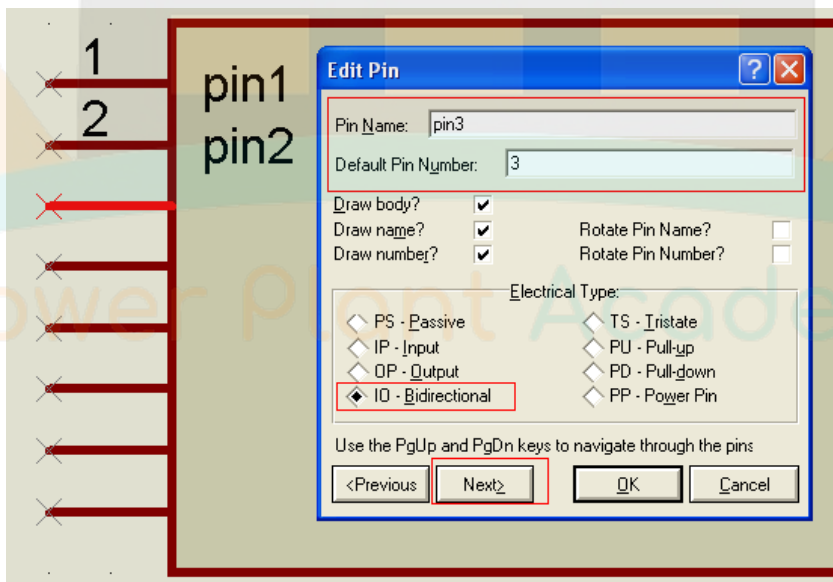 1
pin1
2
pin2
Edit Pin
Pin Name: pin3
Default Pin Number: 3
Draw body?
Draw name? Rotate Pin Name?
Draw number? Rotate Pin Number?
Electrical Type:
PS - Passive TS - Tristate
IP - Input PU - Pull-up
OP - Output PD - Pull-down
IO - Bidirectional PP - Power Pin
Use the PgUp and PgDn keys to navigate through the pins
<Previous Next> OK Cancel
ower Plant Acade